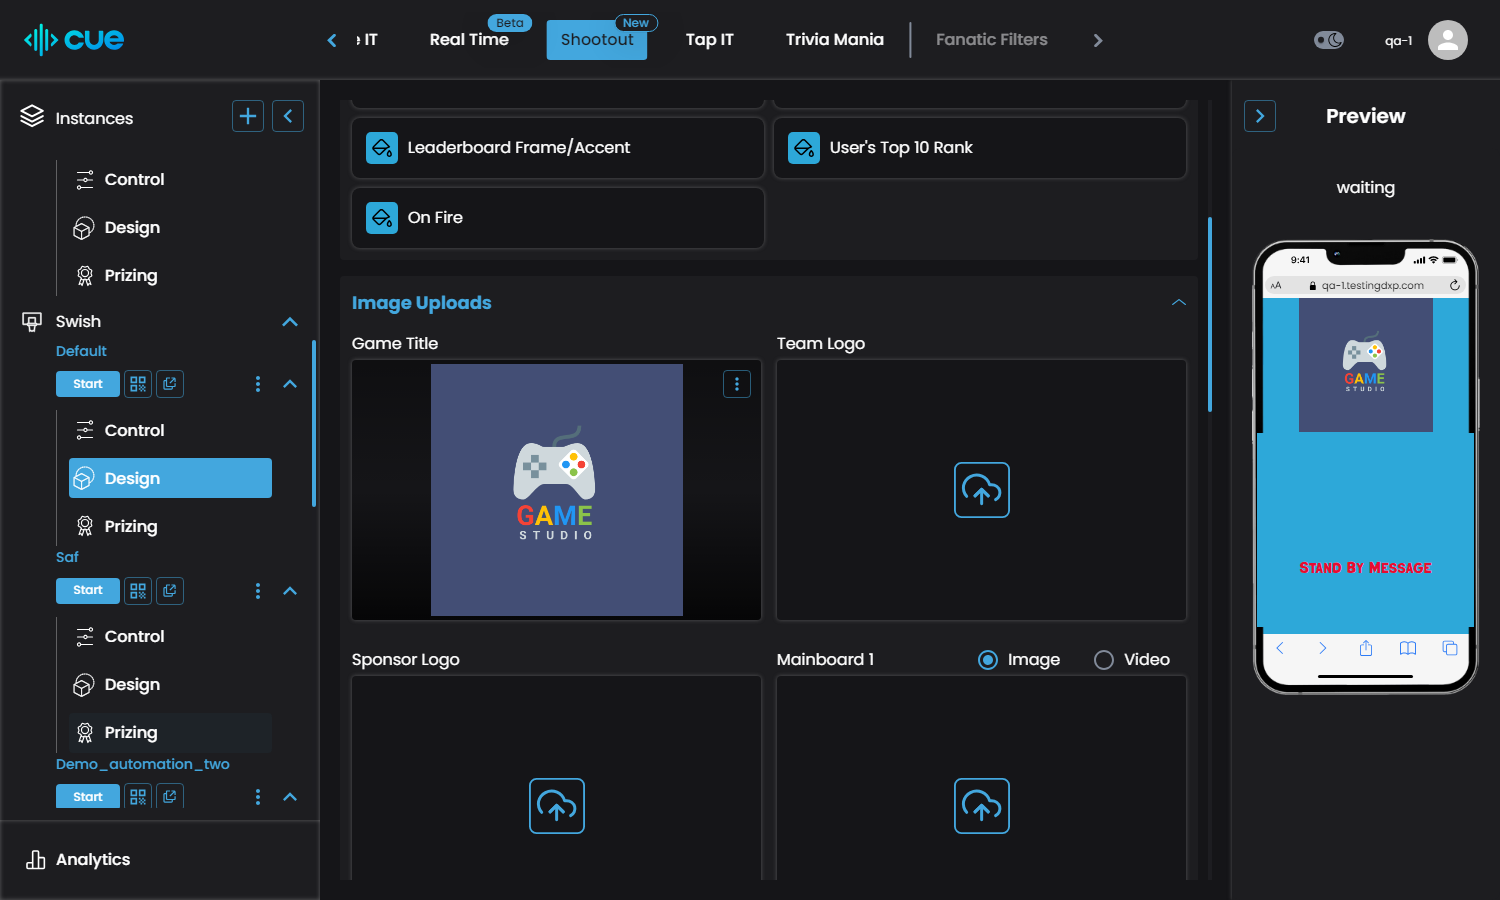 cue
IT
Real Time
Beta
Shootout
New
Tap IT
Trivia Mania
Fanatic Filters
qa-1
Instances
Control
Design
Prizing
Swish
Default
Start
Control
Design
Prizing
Saf
Start
Control
Design
Prizing
Demo_automation_two
Start
Analytics
Leaderboard Frame/Accent
User's Top 10 Rank
On Fire
Image Uploads
Game Title
Team Logo
GAME
STUDIO
Sponsor Logo
Mainboard 1
Image
Video
Preview
waiting
9:41
AA
qa-1.testingdxp.com
GAME
STUDIO
Stand By Message